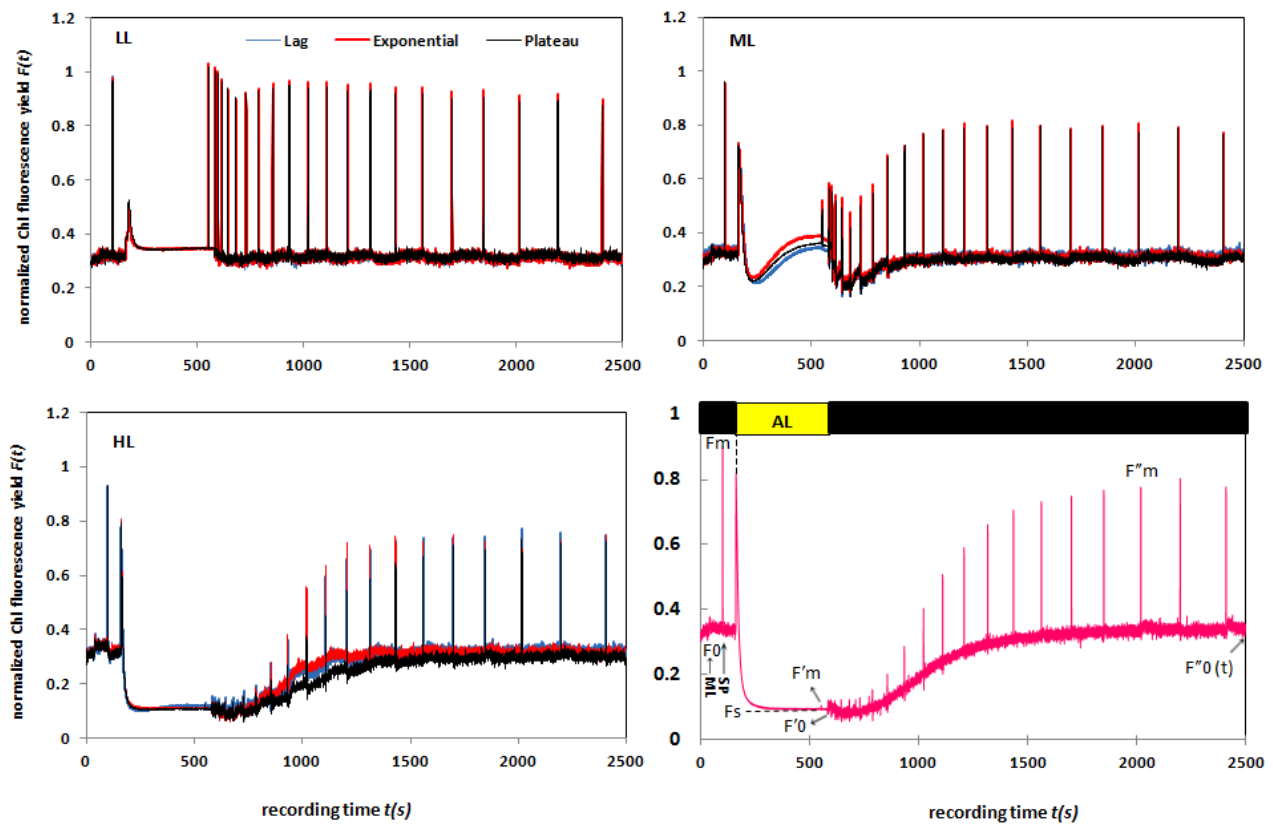 LL
Lag Exponential Plateau
normalized Chl fluorescence yield F(t)
1.2
1
0.8
0.6
0.4
0.2
0
0 500 1000 1500 2000 2500
ML
1.2
1
0.8
0.6
0.4
0.2
0
0 500 1000 1500 2000 2500
HL
normalized Chl fluorescence yield F(t)
1.2
1
0.8
0.6
0.4
0.2
0
0 500 1000 1500 2000 2500
recording time t(s)
AL
1
0.8
0.6
0.4
0.2
0
Fm
F"m
F0
ML
SP
F'm
Fs
F'0
F"0 (t)
0 500 1000 1500 2000 2500
recording time t(s)